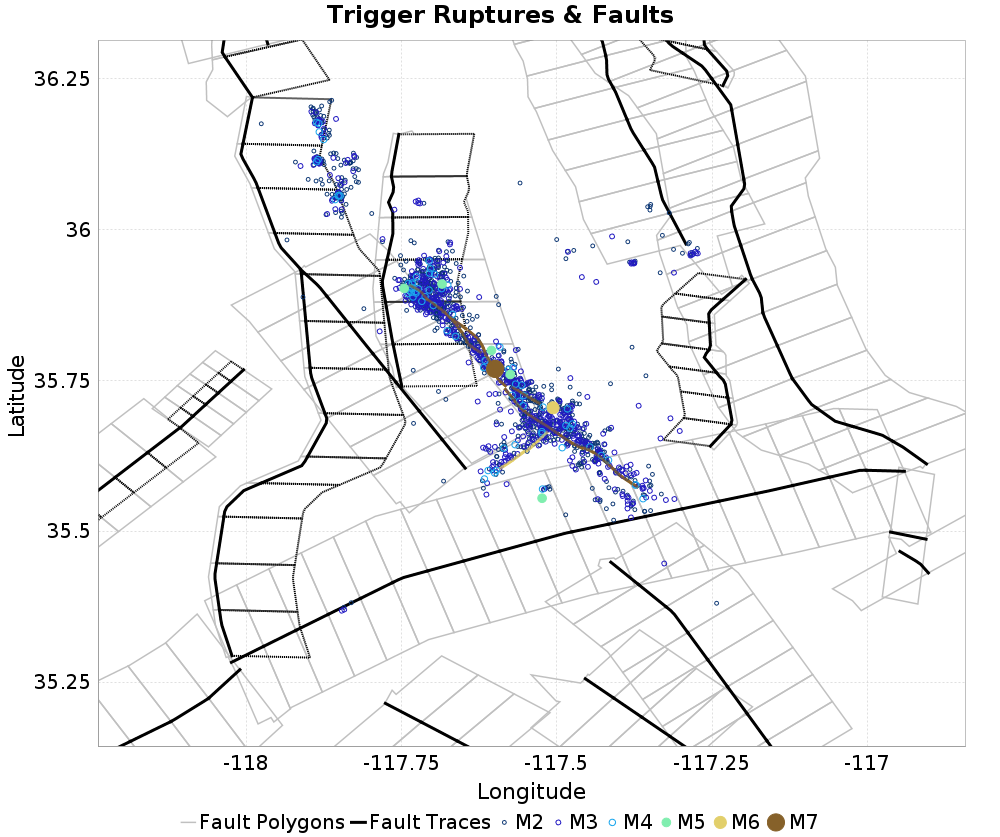 Trigger Ruptures & Faults
36.25
36
35.75
35.5
35.25
Latitude
-118
-117.75
-117.5
-117.25
-117
Longitude
Fault Polygons Fault Traces M2 M3 M4 M5 M6 M7